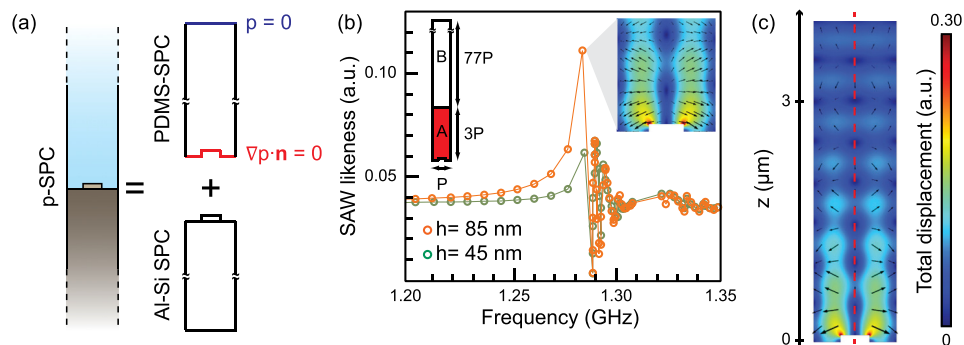 (a)
p-SPC
=
PDMS-SPC
p = 0
∇p·n = 0
+
Al-Si SPC
(b)
SAW likeness (a.u.)
0.10
0.05
B
77P
A
3P
P
h= 85 nm
h= 45 nm
1.20
1.25
1.30
1.35
Frequency (GHz)
(c)
z (μm)
3
0
0.30
Total displacement (a.u.)
0